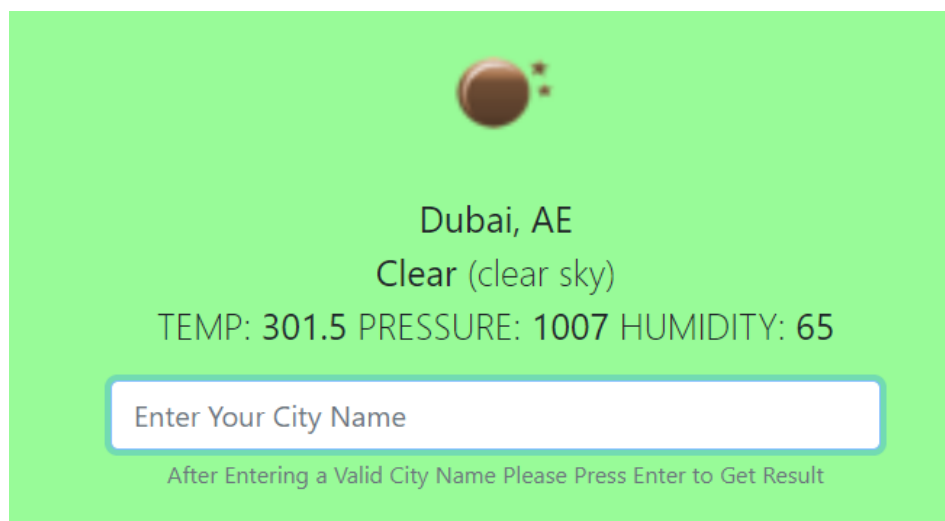 Dubai, AE
Clear (clear sky)
TEMP: 301.5 PRESSURE: 1007 HUMIDITY: 65
Enter Your City Name
After Entering a Valid City Name Please Press Enter to Get Result